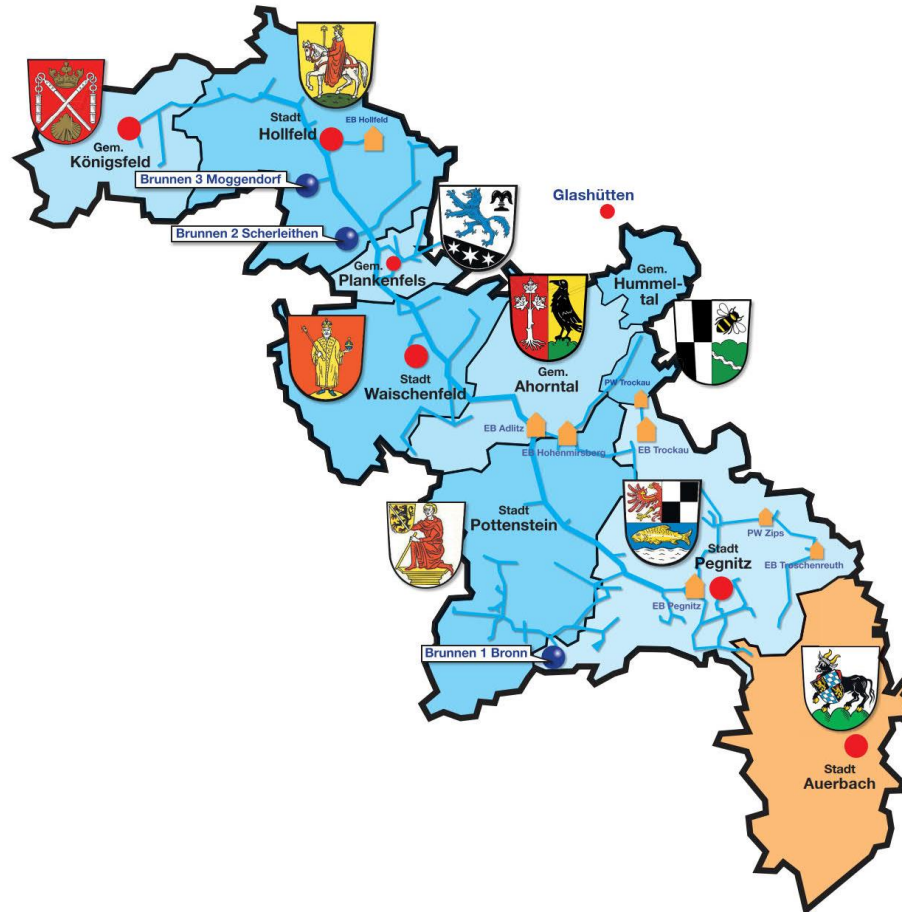 EB Hollfeld
Stadt
Hollfeld
Gem.
Königsfeld
Brunnen 3 Moggendorf
Glashütten
Brunnen 2 Scherleithen
Gem.
Plankenfels
Gem.
Hummel-
tal
Gem.
Ahorntal
PW Trockau
Stadt
Waischenfeld
EB Adlitz
EB Hohenmirsberg
EB Trockau
Stadt
Pottenstein
PW Zips
Stadt
Pegnitz
EB Troschenreuth
EB Pegnitz
Brunnen 1 Bronn
Stadt
Auerbach